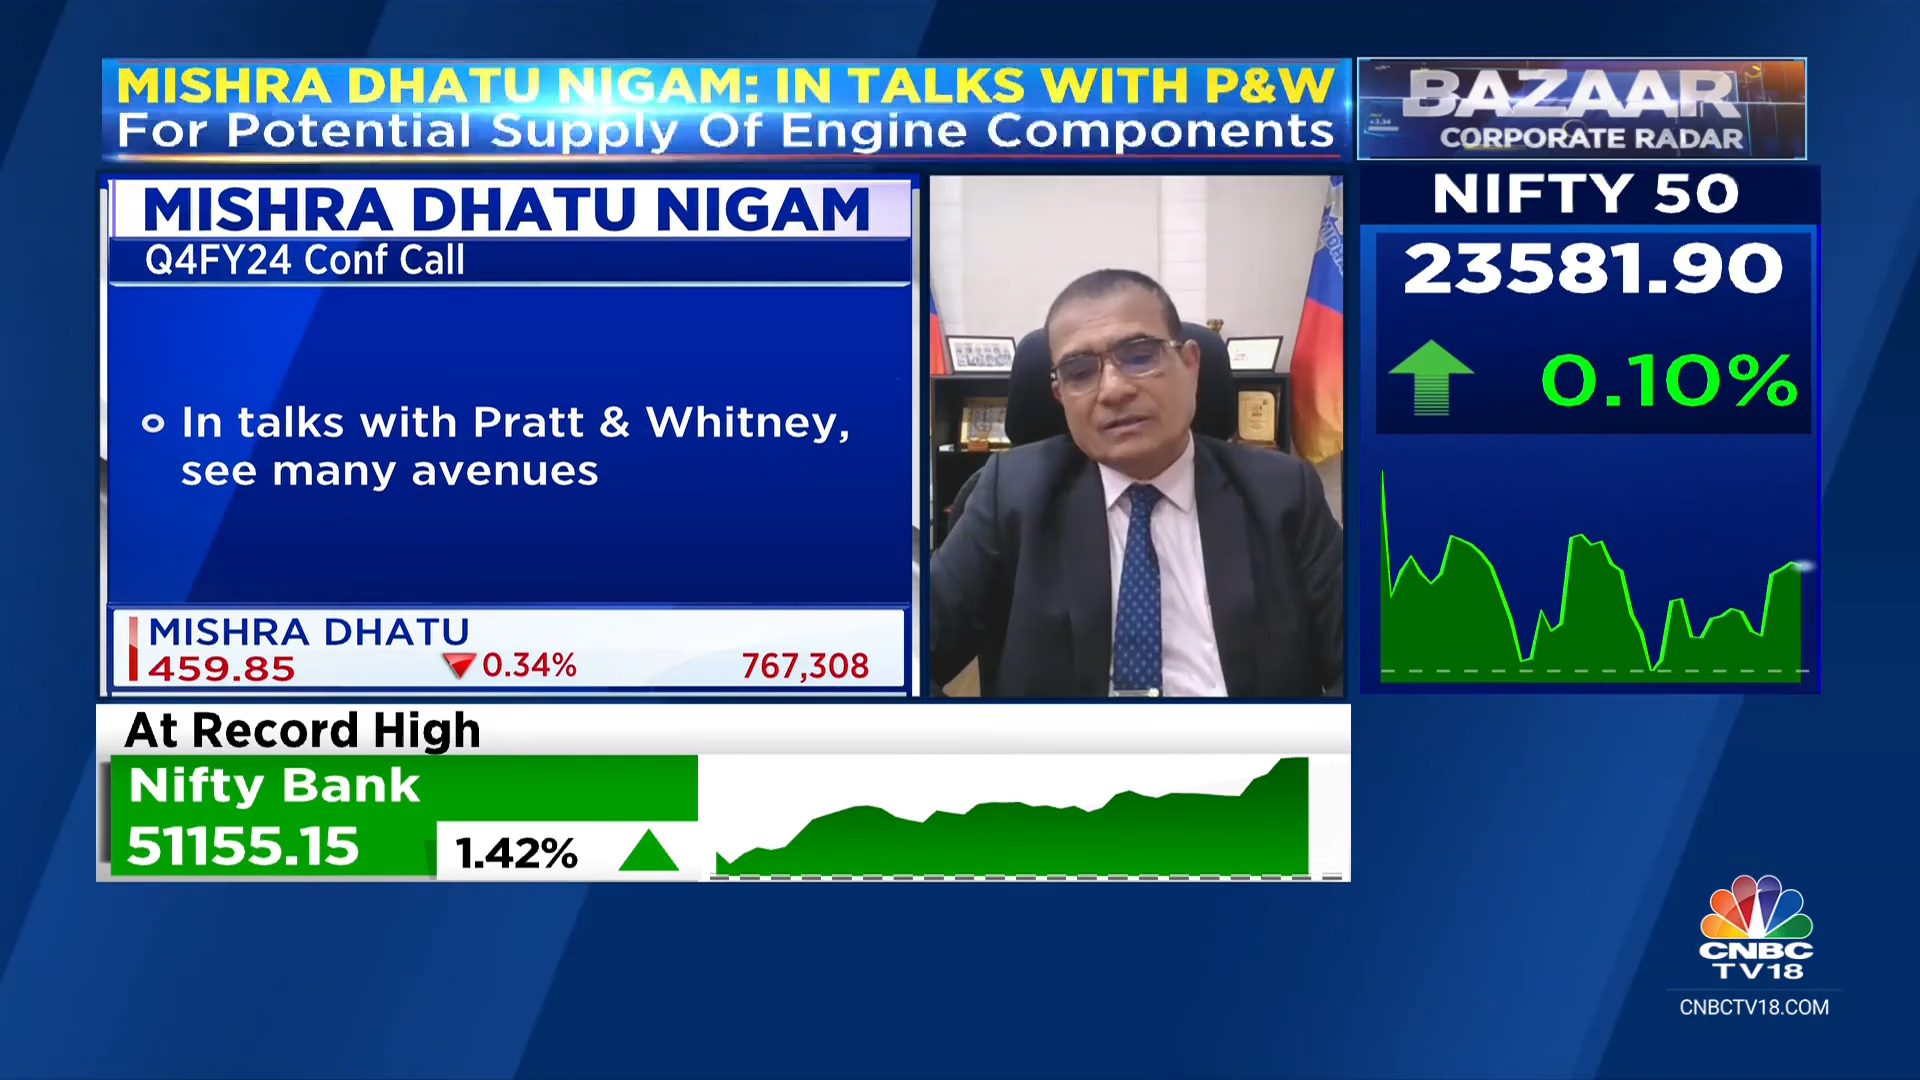 MISHRA DHATU NIGAM: IN TALKS WITH P&W
For Potential Supply Of Engine Components
BAZAAR
CORPORATE RADAR
MISHRA DHATU NIGAM
Q4FY24 Conf Call
In talks with Pratt & Whitney,
see many avenues
MISHRA DHATU
459.85 0.34% 767,308
NIFTY 50
23581.90
0.10%
At Record High
Nifty Bank
51155.15
1.42%
CNBC
TV18
CNBCTV18.COM